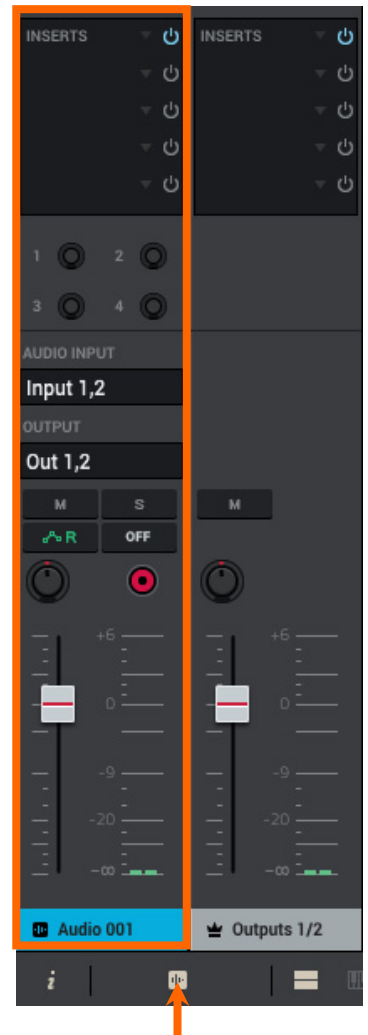 INSERTS
INSERTS
1 2
3 4
AUDIO INPUT
Input 1,2
OUTPUT
Out 1,2
M S M
R OFF
+6 +6
0 0
-9 -9
-20 -20
-∞ -∞
Audio 001 Outputs 1/2
i